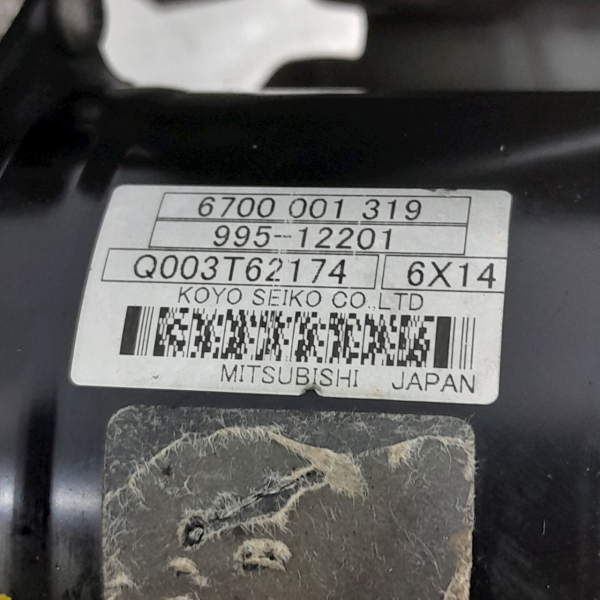 6700 001 319
995-12201
Q003T62174 6X14
KOYO SEIKO CO.,LTD
MITSUBISHI JAPAN